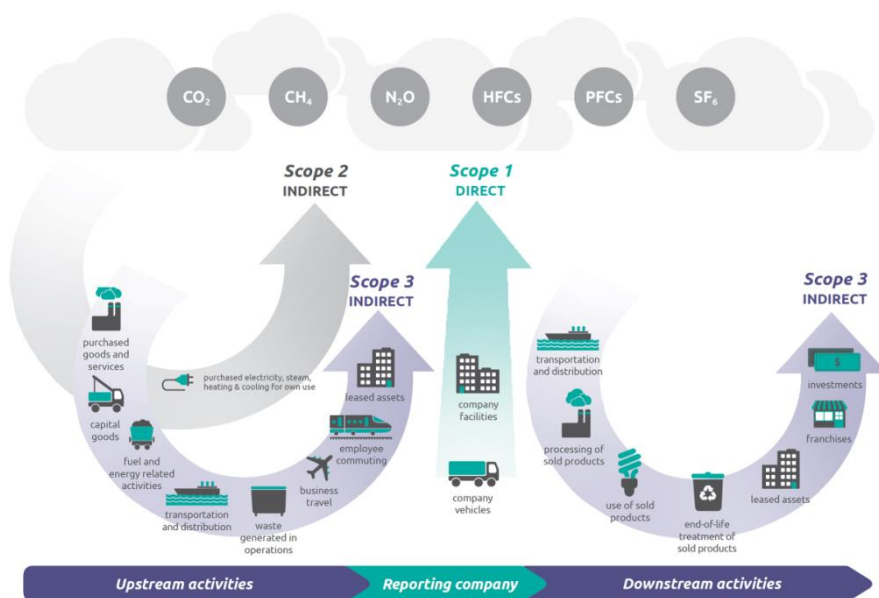 CO₂
CH₄
N₂O
HFCs
PFCs
SF₆
Scope 2
INDIRECT
Scope 1
DIRECT
Scope 3
INDIRECT
Scope 3
INDIRECT
purchased
goods and
services
capital
goods
fuel and
energy related
activities
transportation
and distribution
waste
generated in
operations
business
travel
employee
commuting
leased assets
purchased electricity, steam,
heating & cooling for own use
company
facilities
company
vehicles
transportation
and distribution
processing of
sold products
use of sold
products
end-of-life
treatment of
sold products
leased assets
franchises
$
investments
Upstream activities
Reporting company
Downstream activities